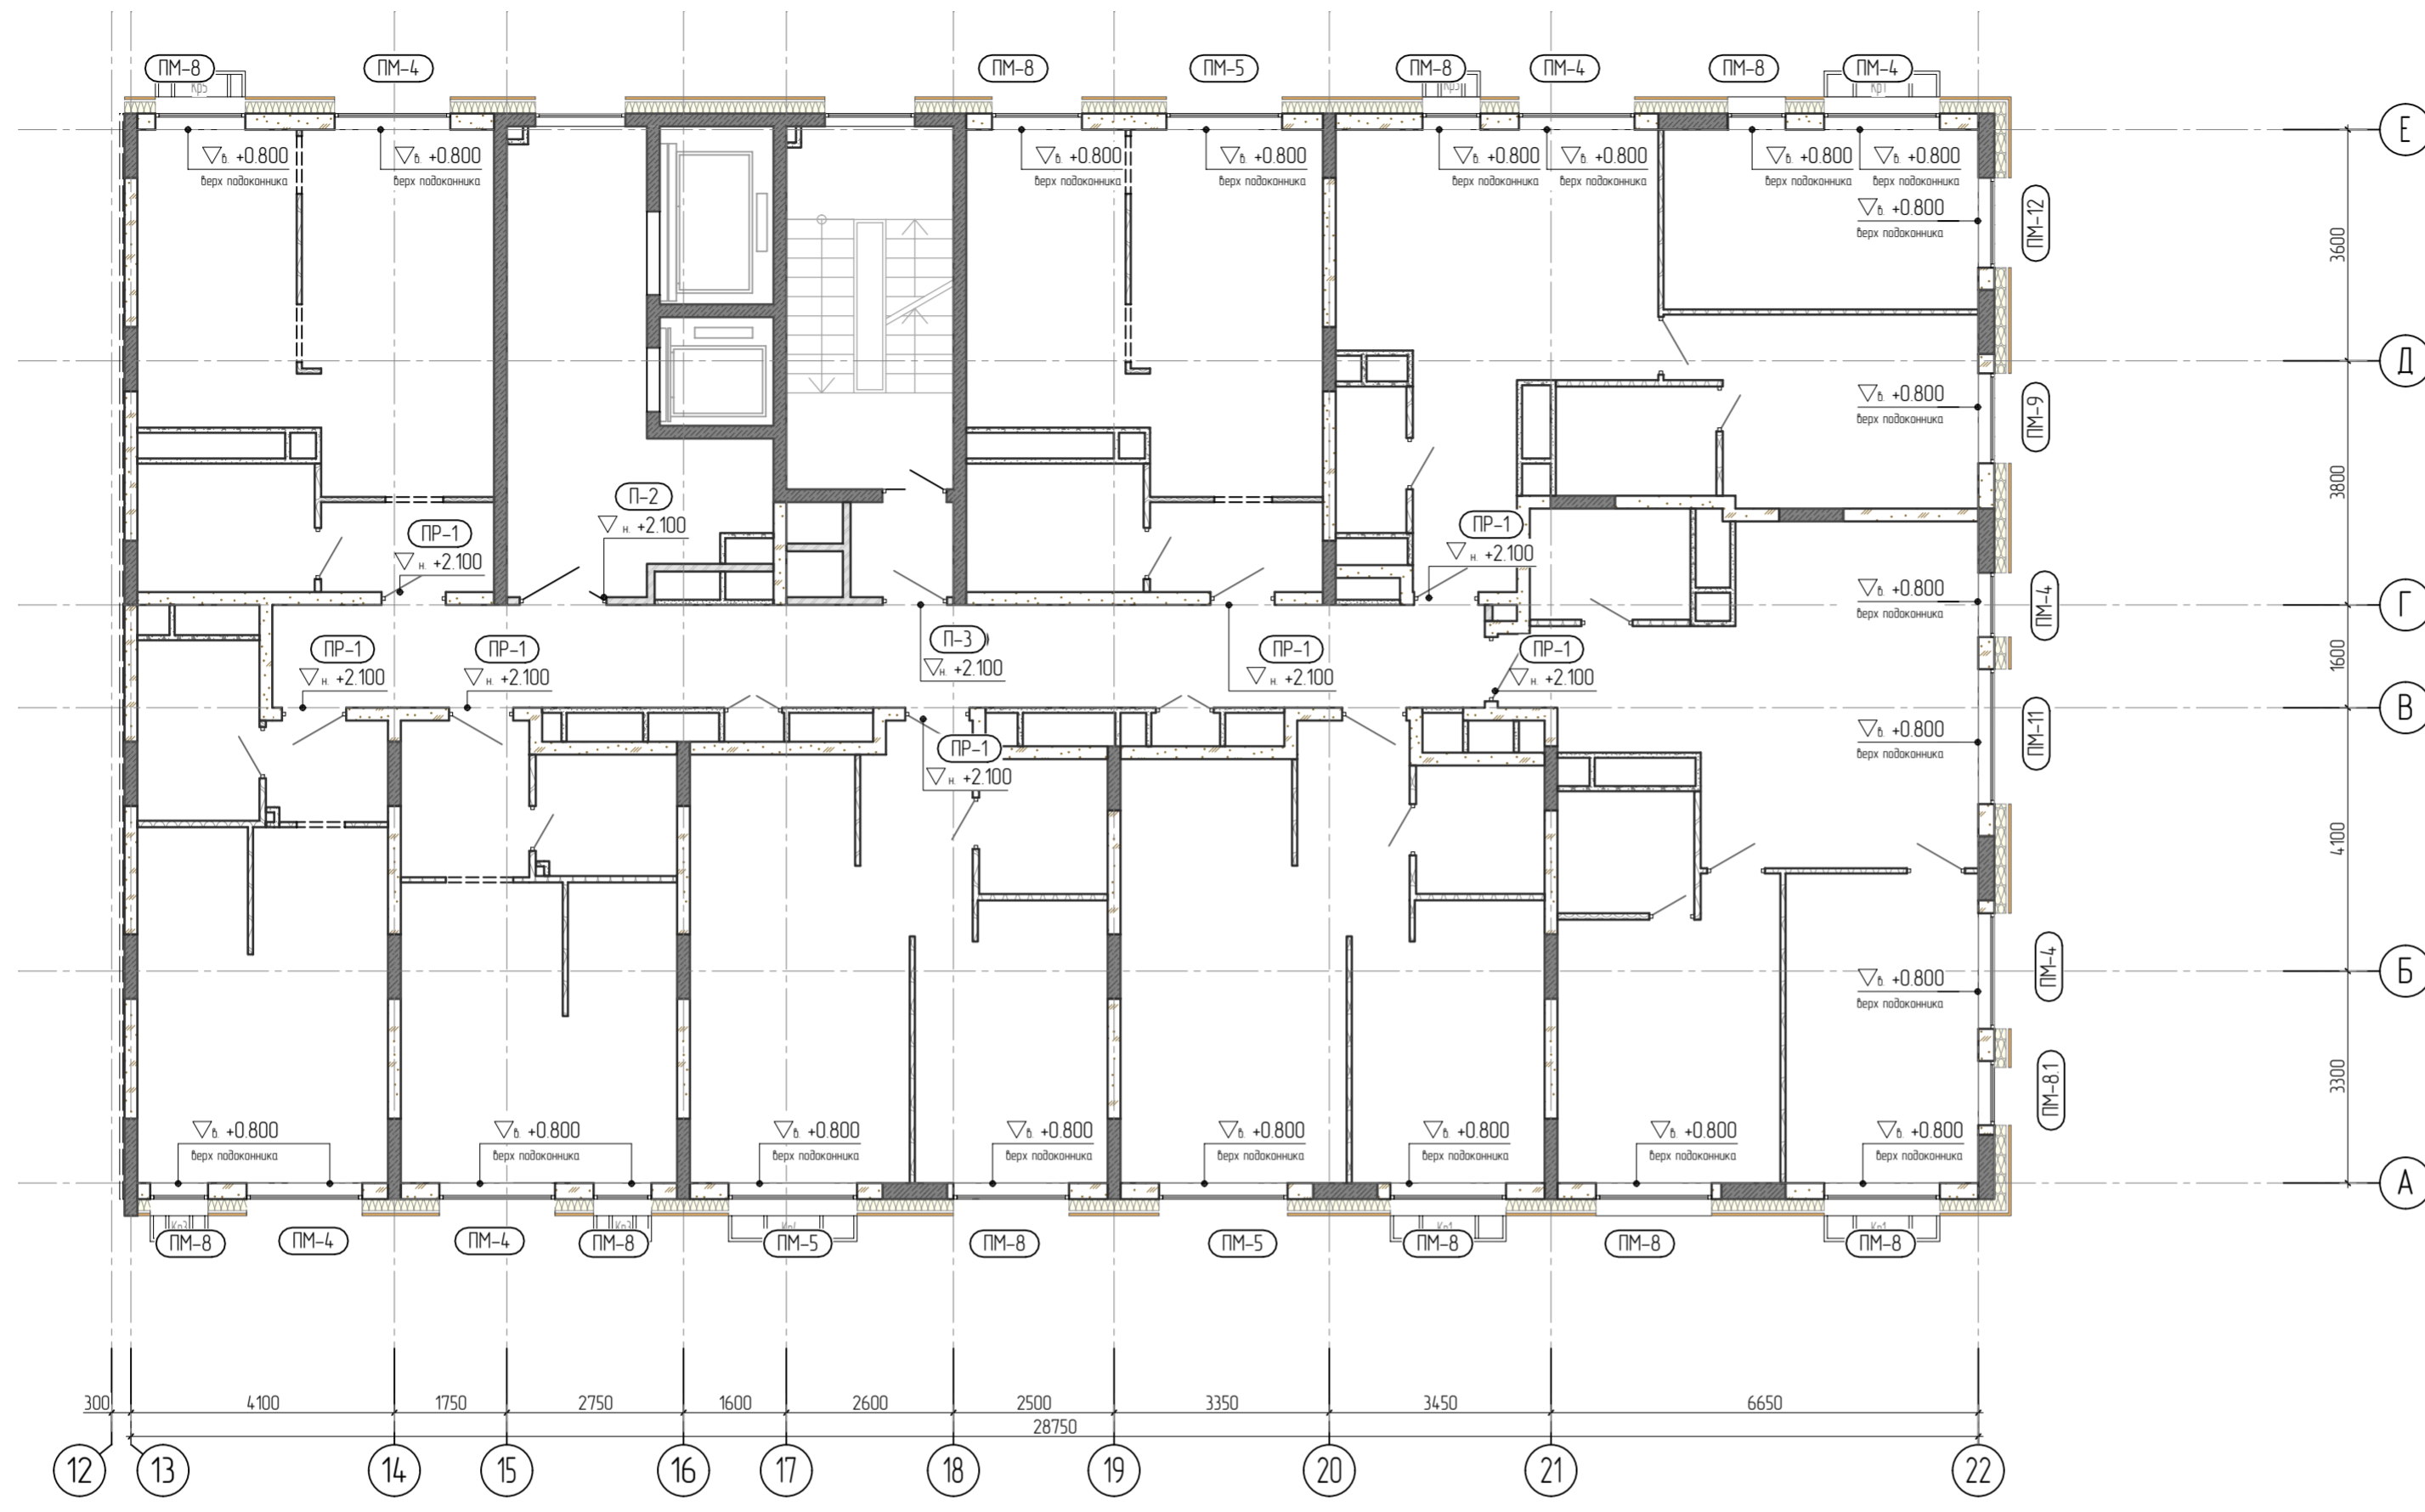 ПМ-8 ПМ-4 ПМ-8 ПМ-5 ПМ-8 ПМ-4 ПМ-8 ПМ-4
Кр5 Кр3 Кр1
Е
в. +0.800 в. +0.800 в. +0.800 в. +0.800 в. +0.800 в. +0.800 в. +0.800 в. +0.800
верх подоконника верх подоконника верх подоконника верх подоконника верх подоконника верх подоконника верх подоконника верх подоконника
в. +0.800
верх подоконника
ПМ-12
3600
Д
в. +0.800
верх подоконника
ПМ-9
3800
П-2
н. +2.100
ПР-1
н. +2.100
ПР-1
н. +2.100
в. +0.800
верх подоконника
ПМ-4
Г
ПР-1
н. +2.100
ПР-1
н. +2.100
П-3
н. +2.100
ПР-1
н. +2.100
ПР-1
н. +2.100
1600
В
в. +0.800
верх подоконника
ПМ-11
ПР-1
н. +2.100
4100
Б
в. +0.800
верх подоконника
ПМ-4
3300
ПМ-8.1
в. +0.800 в. +0.800 в. +0.800 в. +0.800 в. +0.800 в. +0.800 в. +0.800 в. +0.800
верх подоконника верх подоконника верх подоконника верх подоконника верх подоконника верх подоконника верх подоконника верх подоконника
А
Кр3 Кр3 Кр4 Кр1 Кр1
ПМ-8 ПМ-4 ПМ-4 ПМ-8 ПМ-5 ПМ-8 ПМ-5 ПМ-8 ПМ-8 ПМ-8
300 4100 1750 2750 1600 2600 2500 3350 3450 6650
28750
12 13 14 15 16 17 18 19 20 21 22